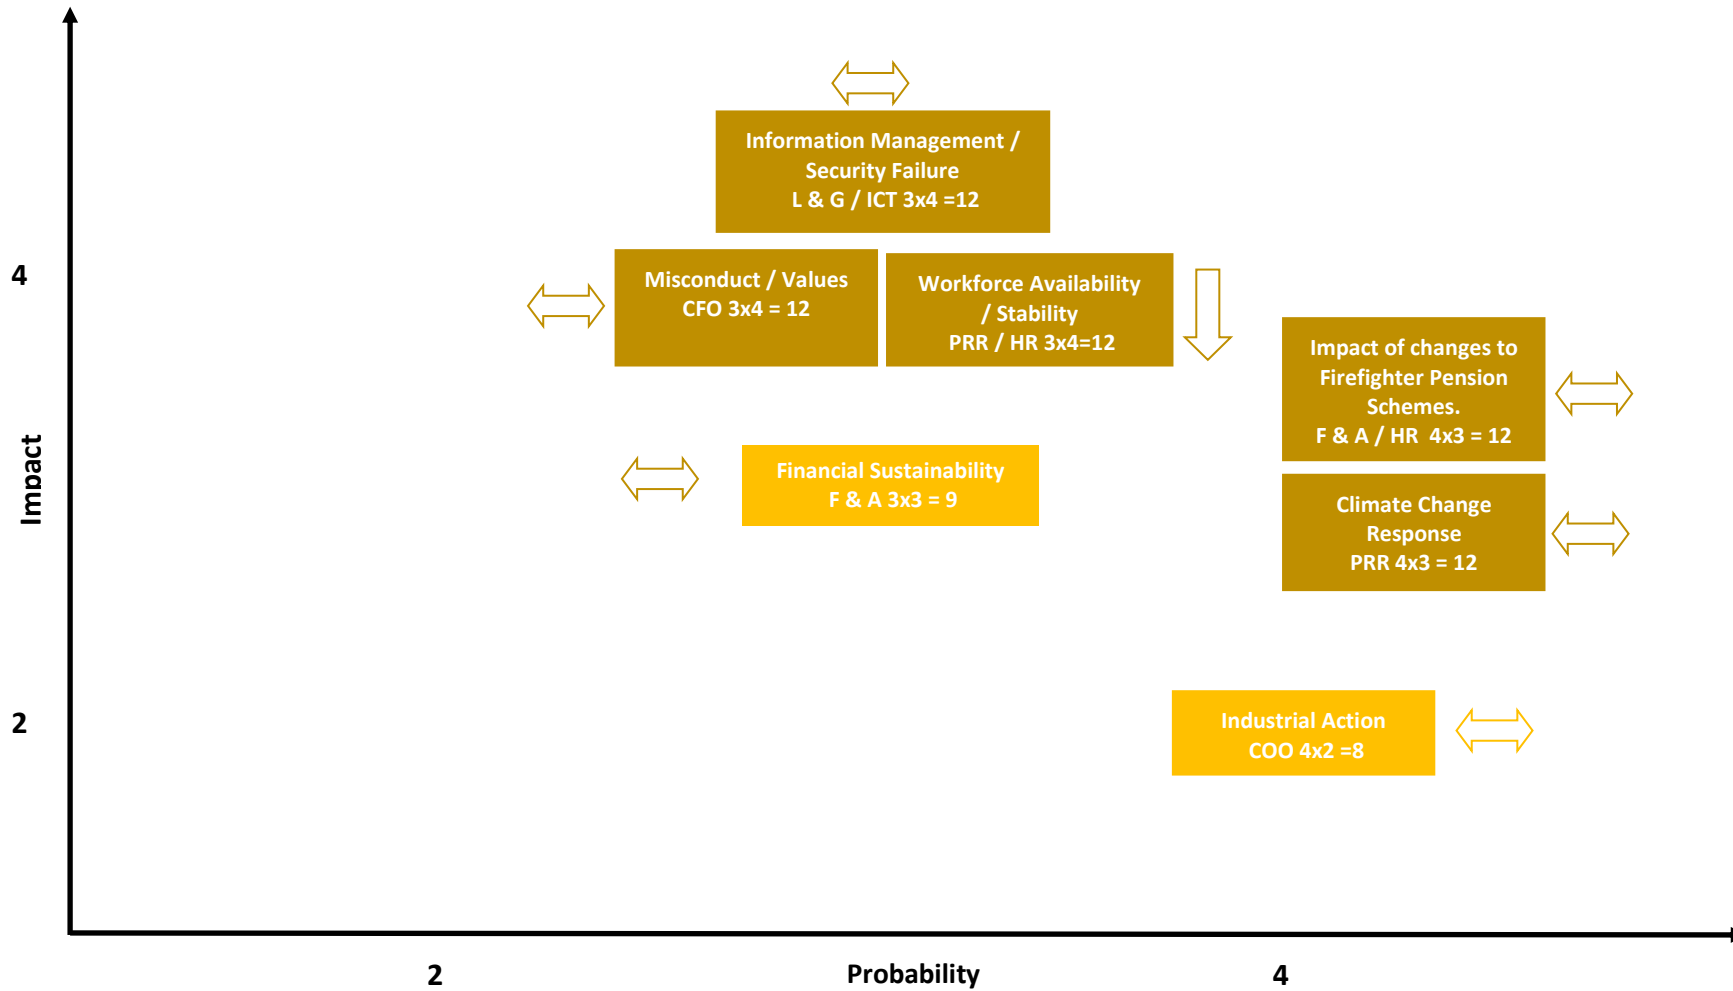 Information Management /
Security Failure
L & G / ICT 3x4 =12
4
Misconduct / Values
CFO 3x4 = 12
Workforce Availability
/ Stability
PRR / HR 3x4=12
Impact of changes to
Firefighter Pension
Schemes.
F & A / HR 4x3 = 12
Impact
Financial Sustainability
F & A 3x3 = 9
Climate Change
Response
PRR 4x3 = 12
2
Industrial Action
COO 4x2 =8
2
Probability
4